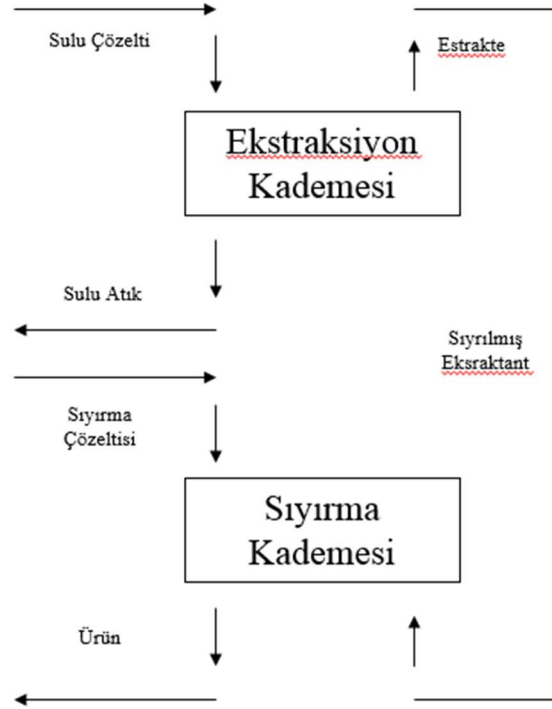 Sulu Çözelti
Estrakte
Ekstraksiyon
Kademesi
Sulu Atık
Sıyrılmış
Eksraktant
Sıyırma
Çözeltisi
Sıyırma
Kademesi
Ürün